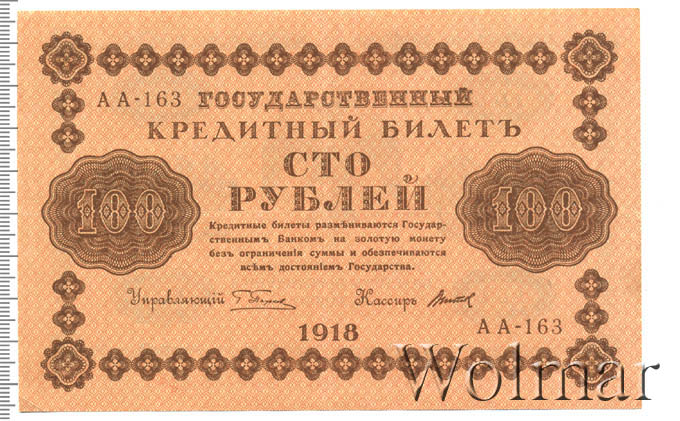 АА-163 ГОСУДАРСТВЕННЫЙ
КРЕДИТНЫЙ БИЛЕТЪ
СТО
РУБЛЕЙ
100 100
Кредитные билеты размѣниваются Государ-
ственнымъ Банкомъ на золотую монету
безъ ограниченія суммы и обезпечиваются
всѣмъ достояніемъ Государства.
Управляющій Кассиръ
1918
АА-163
Wolmar